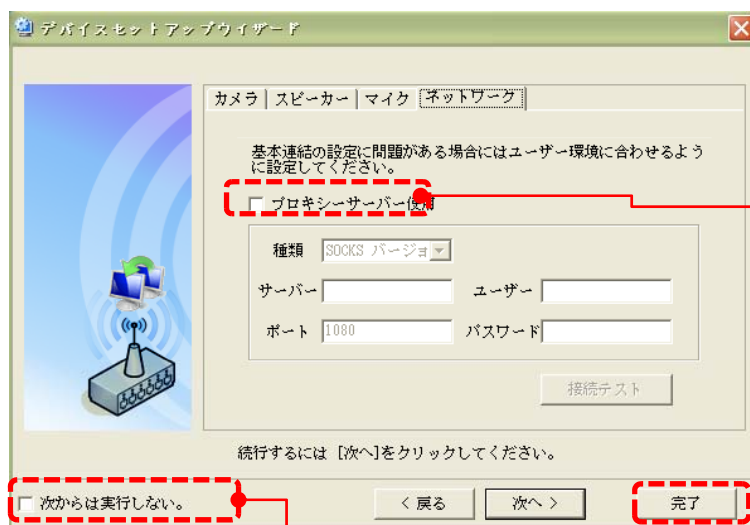 デバイスセットアップウィザード
カメラ スピーカー マイク ネットワーク
基本連結の設定に問題がある場合にはユーザー環境に合わせるよう
に設定してください。
プロキシーサーバー使用
種類 SOCKS バージョ
サーバー ユーザー
ポート 1080 パスワード
接続テスト
続行するには [次へ]をクリックしてください。
次からは実行しない。 < 戻る 次へ > 完了